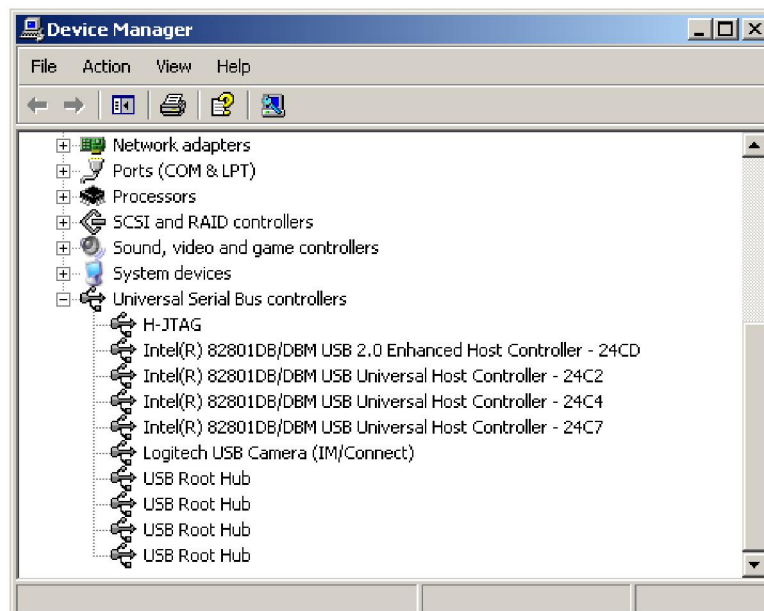 Device Manager
File Action View Help
Network adapters
Ports (COM & LPT)
Processors
SCSI and RAID controllers
Sound, video and game controllers
System devices
Universal Serial Bus controllers
H-JTAG
Intel(R) 82801DB/DBM USB 2.0 Enhanced Host Controller - 24CD
Intel(R) 82801DB/DBM USB Universal Host Controller - 24C2
Intel(R) 82801DB/DBM USB Universal Host Controller - 24C4
Intel(R) 82801DB/DBM USB Universal Host Controller - 24C7
Logitech USB Camera (IM/Connect)
USB Root Hub
USB Root Hub
USB Root Hub
USB Root Hub